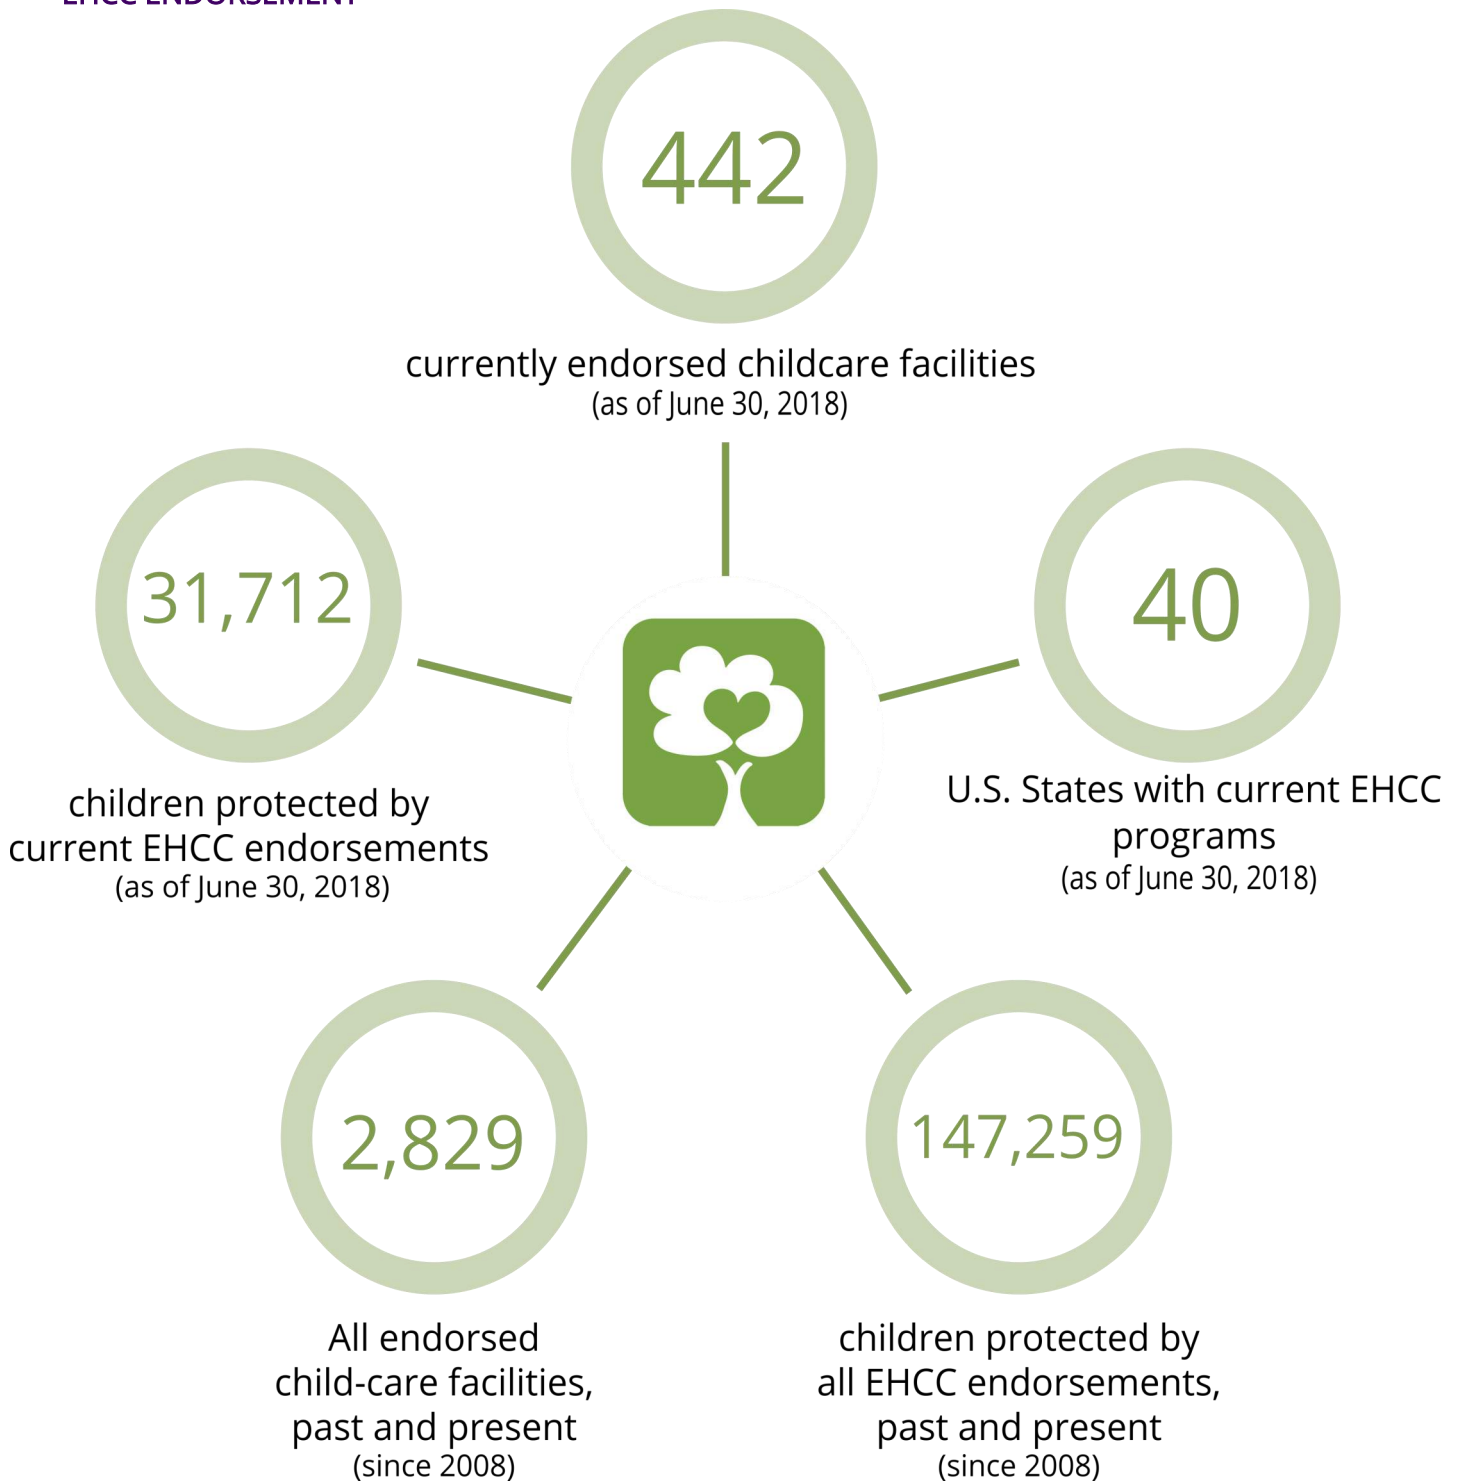 EHCC ENDORSEMENT
442
currently endorsed childcare facilities
(as of June 30, 2018)
31,712
children protected by
current EHCC endorsements
(as of June 30, 2018)
40
U.S. States with current EHCC
programs
(as of June 30, 2018)
2,829
All endorsed
child-care facilities,
past and present
(since 2008)
147,259
children protected by
all EHCC endorsements,
past and present
(since 2008)